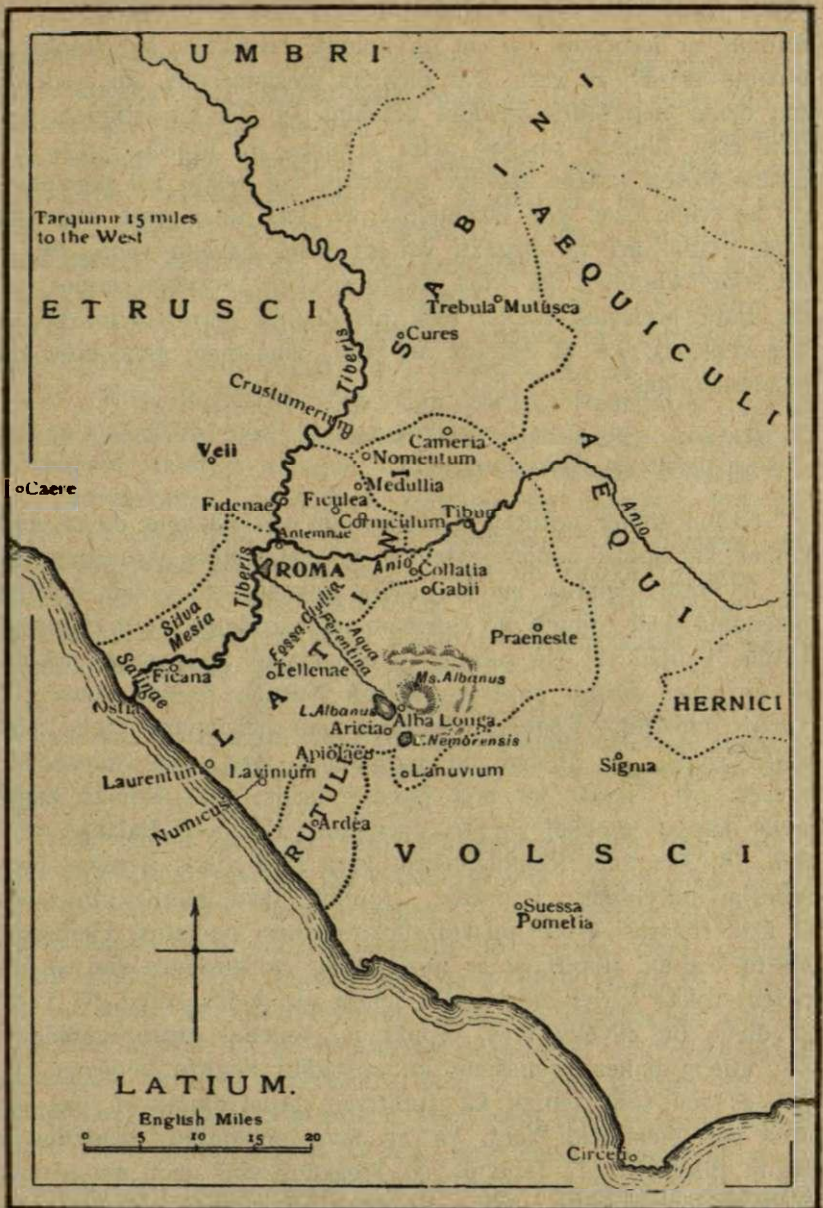 UMBRI
SABINI
AEQUICULI
Tarquinii 15 miles
to the West
ETRUSCI
Trebula Mutusca
Cures
Tiberis
Crustumerium
Veii
Cameria
Nomentum
Caere
Medullia
Fidenae
Ficulea
Corniculum
Tibur
Antemnae
Anio
AEQUI
Anio
ROMA
Collatia
Gabii
Tiberis
Silva
Mesia
Fossa Cluilia
Aqua
Ferentina
LATINI
Praeneste
Salinae
Ficana
Tellenae
Ms. Albanus
HERNICI
Ostia
L. Albanus
Alba Longa
Aricia
L. Nemorensis
Apiolae
Laurentum
Lavinium
Lanuvium
Signia
Numicus
RUTULI
Ardea
VOLSCI
Suessa
Pometia
LATIUM.
English Miles
0 5 10 15 20
Circeii